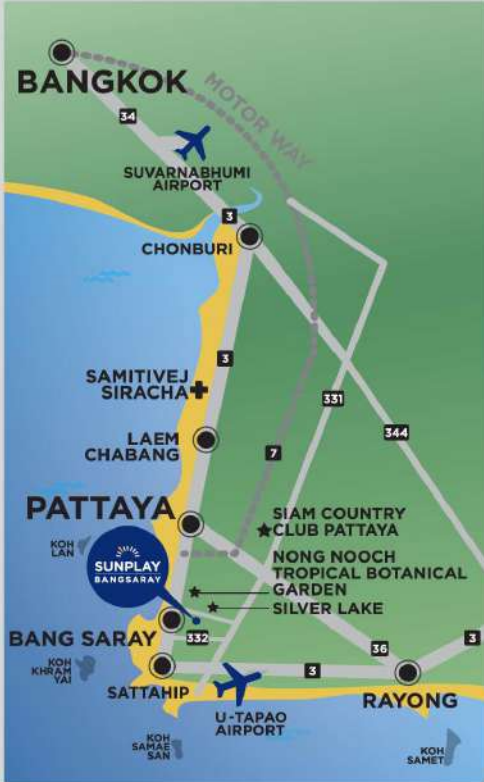 BANGKOK
MOTOR WAY
34
SUVARNABHUMI
AIRPORT
3
CHONBURI
3
SAMITIVEJ
SIRACHA
331
344
LAEM
CHABANG
7
PATTAYA
SIAM COUNTRY
CLUB PATTAYA
KOH
LAN
SUNPLAY
BANGSARAY
NONG NOOCH
TROPICAL BOTANICAL
GARDEN
SILVER LAKE
BANG SARAY
332
36
3
KOH
KHRAM
YAI
SATTAHIP
3
RAYONG
U-TAPAO
AIRPORT
KOH
SAMAE
SAN
KOH
SAMET